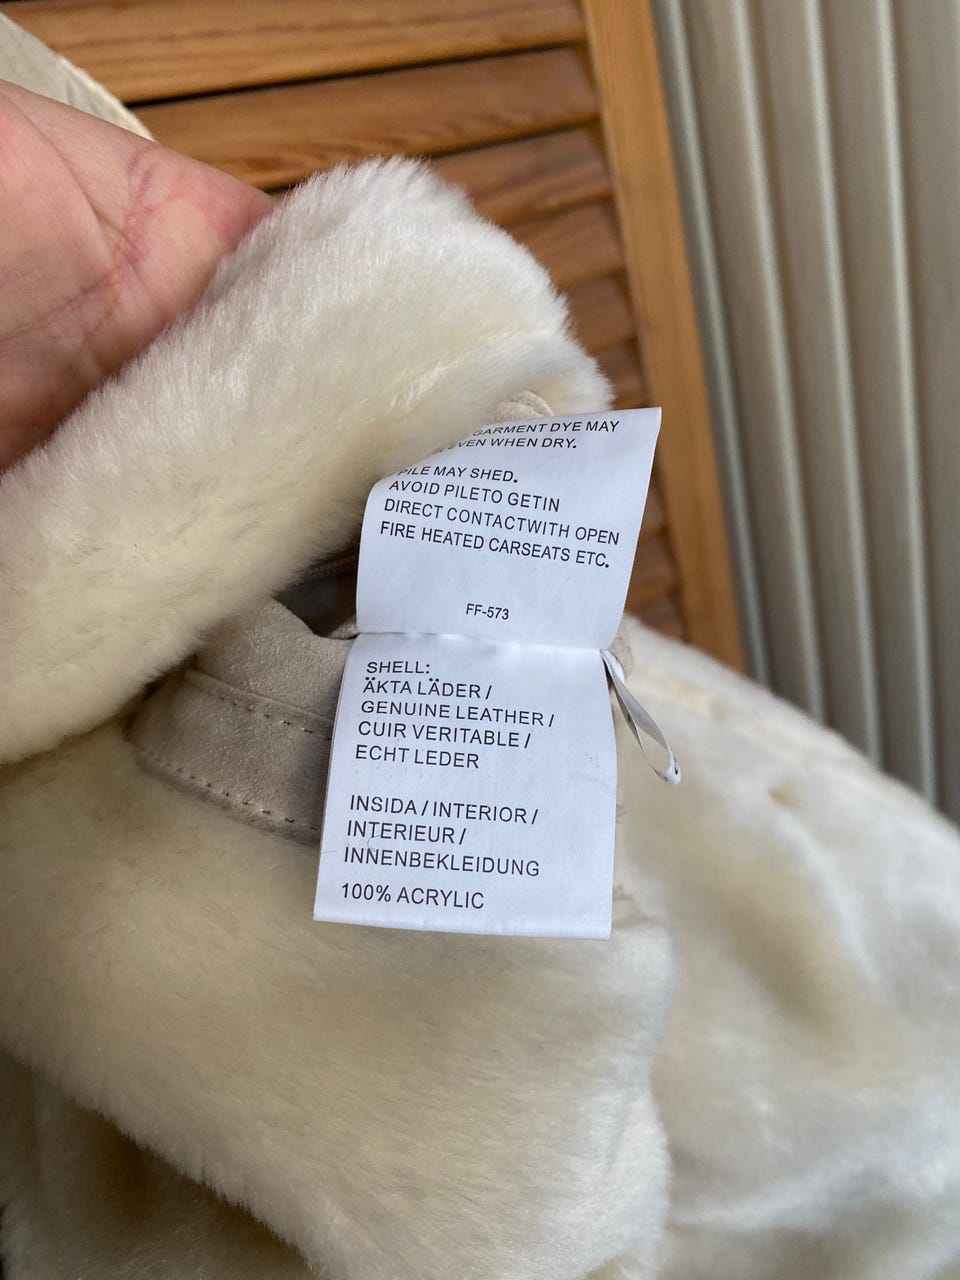 GARMENT DYE MAY
EVEN WHEN DRY.
PILE MAY SHED.
AVOID PILETO GETIN
DIRECT CONTACTWITH OPEN
FIRE HEATED CARSEATS ETC.
FF-573
SHELL:
ÄKTA LÄDER /
GENUINE LEATHER /
CUIR VERITABLE /
ECHT LEDER
INSIDA / INTERIOR /
INTERIEUR /
INNENBEKLEIDUNG
100% ACRYLIC